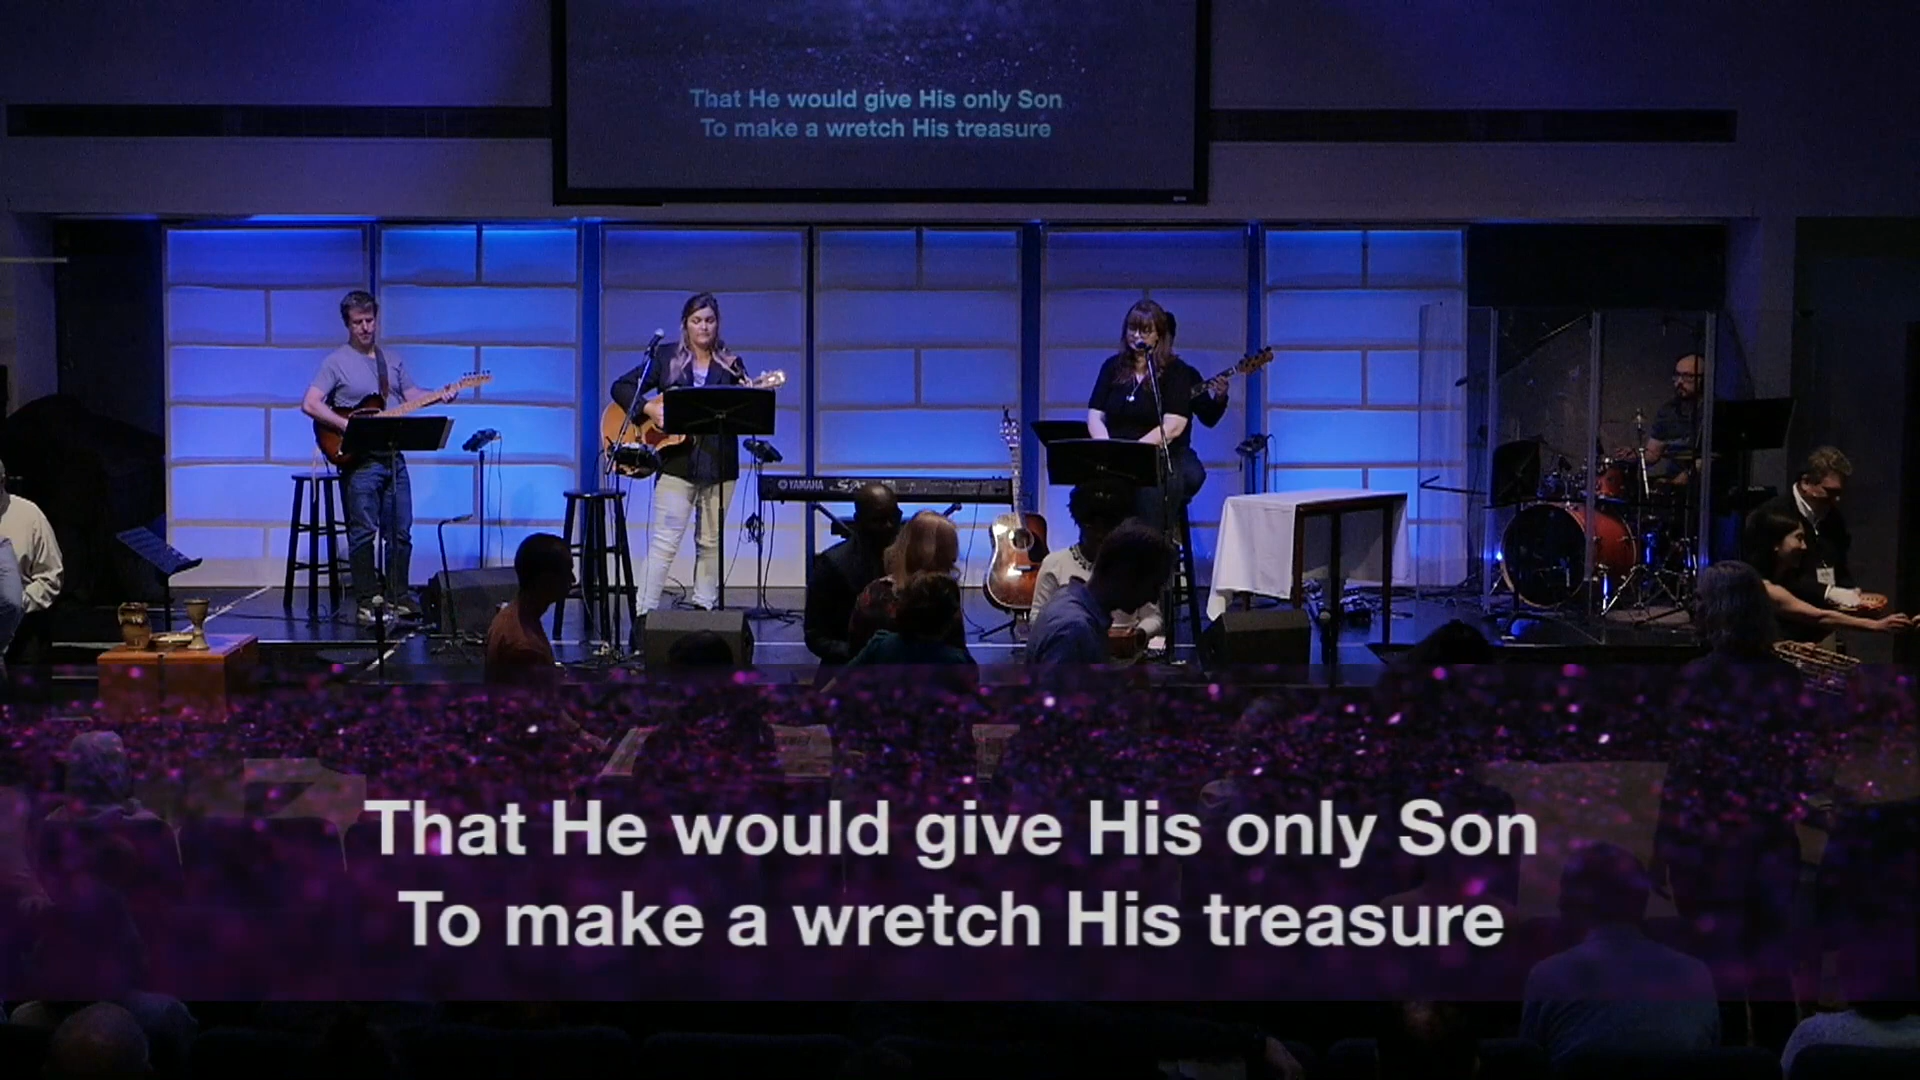 That He would give His only Son
To make a wretch His treasure
YAMAHA
That He would give His only Son
To make a wretch His treasure